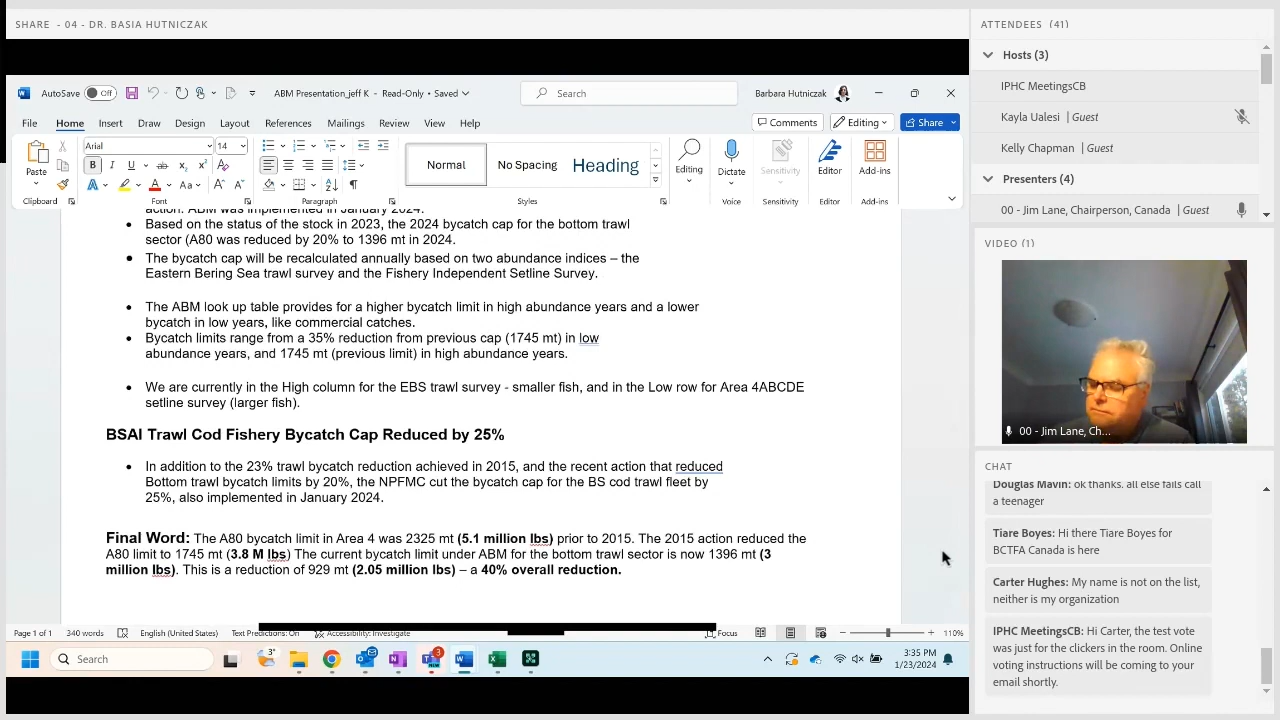 SHARE - 04 - DR. BASIA HUTNICZAK
AutoSave Off
ABM Presentation_jeff K - Read-Only • Saved
Search
Barbara Hutniczak
File Home Insert Draw Design Layout References Mailings Review View Help
Comments Editing Share
Paste
Arial 14
Normal
No Spacing
Heading
Editing
Dictate
Sensitivity
Editor
Add-ins
Clipboard Font Paragraph Styles Editing Voice Sensitivity Editor Add-ins
action. ABM was implemented in January 2024.
• Based on the status of the stock in 2023, the 2024 bycatch cap for the bottom trawl
sector (A80 was reduced by 20% to 1396 mt in 2024.
• The bycatch cap will be recalculated annually based on two abundance indices – the
Eastern Bering Sea trawl survey and the Fishery Independent Setline Survey.
• The ABM look up table provides for a higher bycatch limit in high abundance years and a lower
bycatch in low years, like commercial catches.
• Bycatch limits range from a 35% reduction from previous cap (1745 mt) in low
abundance years, and 1745 mt (previous limit) in high abundance years.
• We are currently in the High column for the EBS trawl survey - smaller fish, and in the Low row for Area 4ABCDE
setline survey (larger fish).
BSAI Trawl Cod Fishery Bycatch Cap Reduced by 25%
• In addition to the 23% trawl bycatch reduction achieved in 2015, and the recent action that reduced
Bottom trawl bycatch limits by 20%, the NPFMC cut the bycatch cap for the BS cod trawl fleet by
25%, also implemented in January 2024.
Final Word: The A80 bycatch limit in Area 4 was 2325 mt (5.1 million lbs) prior to 2015. The 2015 action reduced the
A80 limit to 1745 mt (3.8 M lbs) The current bycatch limit under ABM for the bottom trawl sector is now 1396 mt (3
million lbs). This is a reduction of 929 mt (2.05 million lbs) – a 40% overall reduction.
Page 1 of 1 340 words English (United States) Text Predictions: On Accessibility: Investigate Focus 110%
Search
3°
3
3:35 PM
1/23/2024
ATTENDEES (41)
Hosts (3)
IPHC MeetingsCB
Kayla Ualesi | Guest
Kelly Chapman | Guest
Presenters (4)
00 - Jim Lane, Chairperson, Canada | Guest
VIDEO (1)
00 - Jim Lane, Ch...
CHAT
Douglas Mavin: ok thanks. all else fails call
a teenager
Tiare Boyes: Hi there Tiare Boyes for
BCTFA Canada is here
Carter Hughes: My name is not on the list,
neither is my organization
IPHC MeetingsCB: Hi Carter, the test vote
was just for the clickers in the room. Online
voting instructions will be coming to your
email shortly.